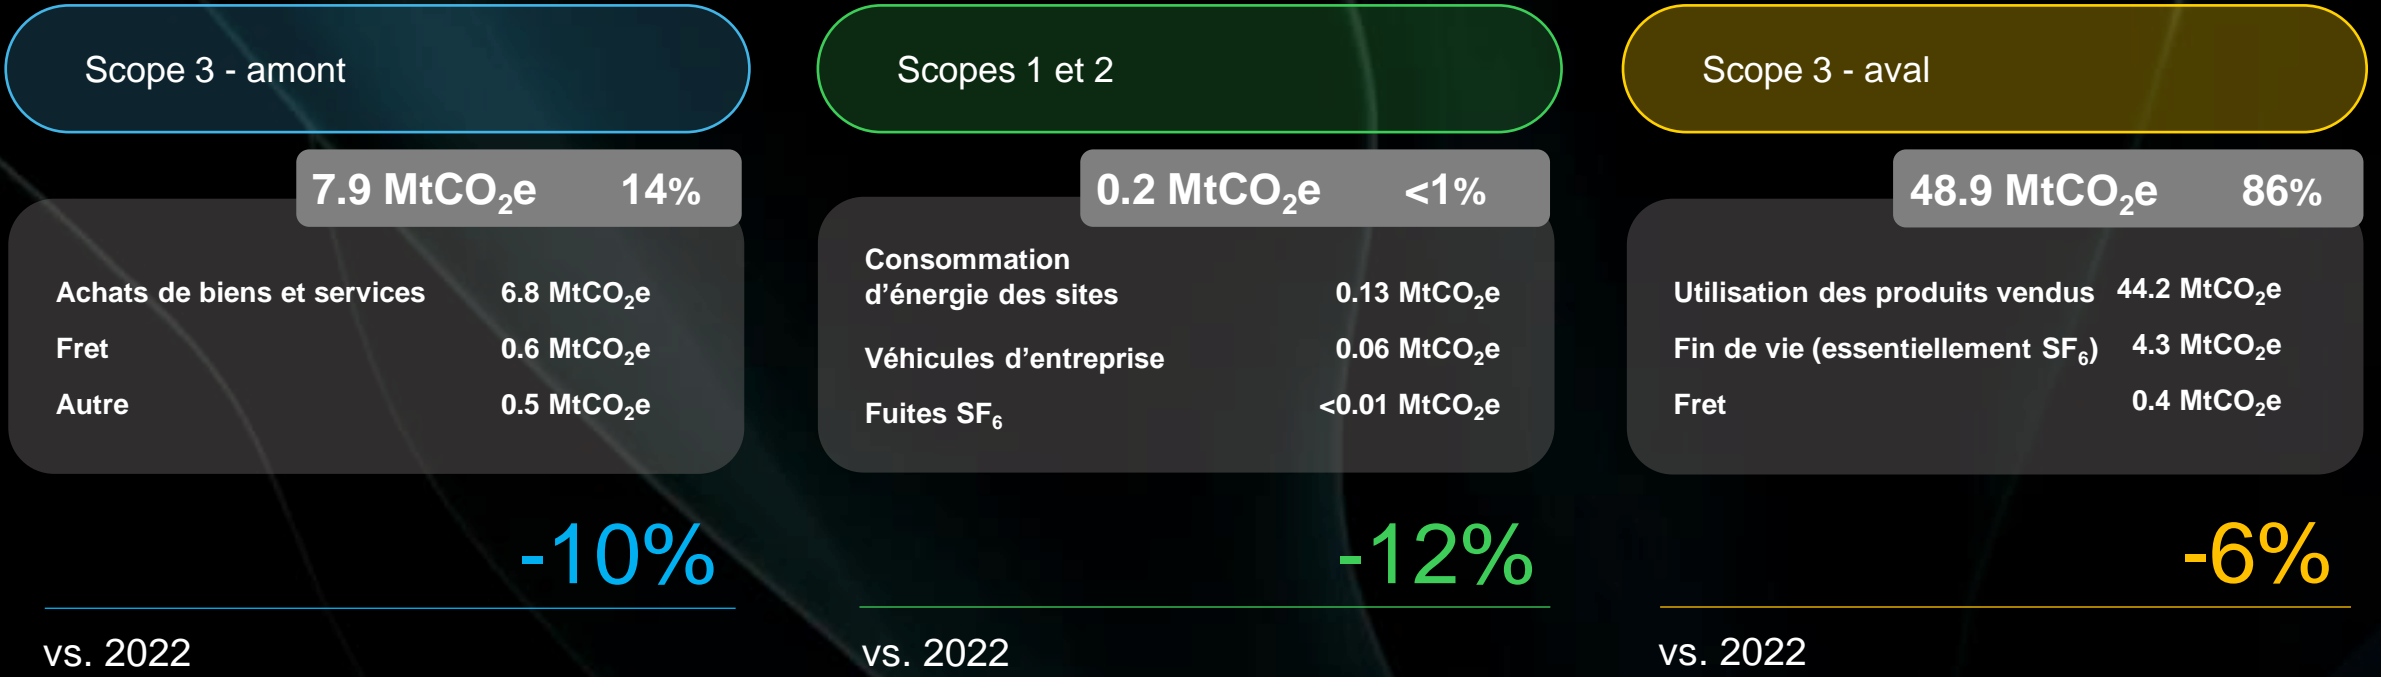 Scope 3 - amont
7.9 MtCO₂e 14%
Achats de biens et services 6.8 MtCO₂e
Fret 0.6 MtCO₂e
Autre 0.5 MtCO₂e
-10%
vs. 2022
Scopes 1 et 2
0.2 MtCO₂e <1%
Consommation
d’énergie des sites 0.13 MtCO₂e
Véhicules d’entreprise 0.06 MtCO₂e
Fuites SF₆ <0.01 MtCO₂e
-12%
vs. 2022
Scope 3 - aval
48.9 MtCO₂e 86%
Utilisation des produits vendus 44.2 MtCO₂e
Fin de vie (essentiellement SF₆) 4.3 MtCO₂e
Fret 0.4 MtCO₂e
-6%
vs. 2022